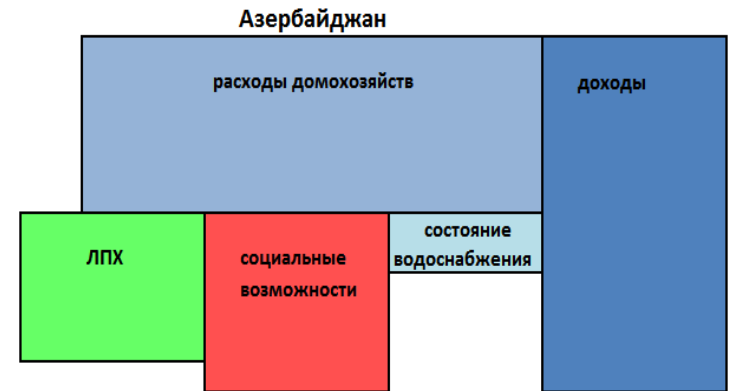 Азербайджан
расходы домохозяйств
доходы
ЛПХ
социальные
возможности
состояние
водоснабжения